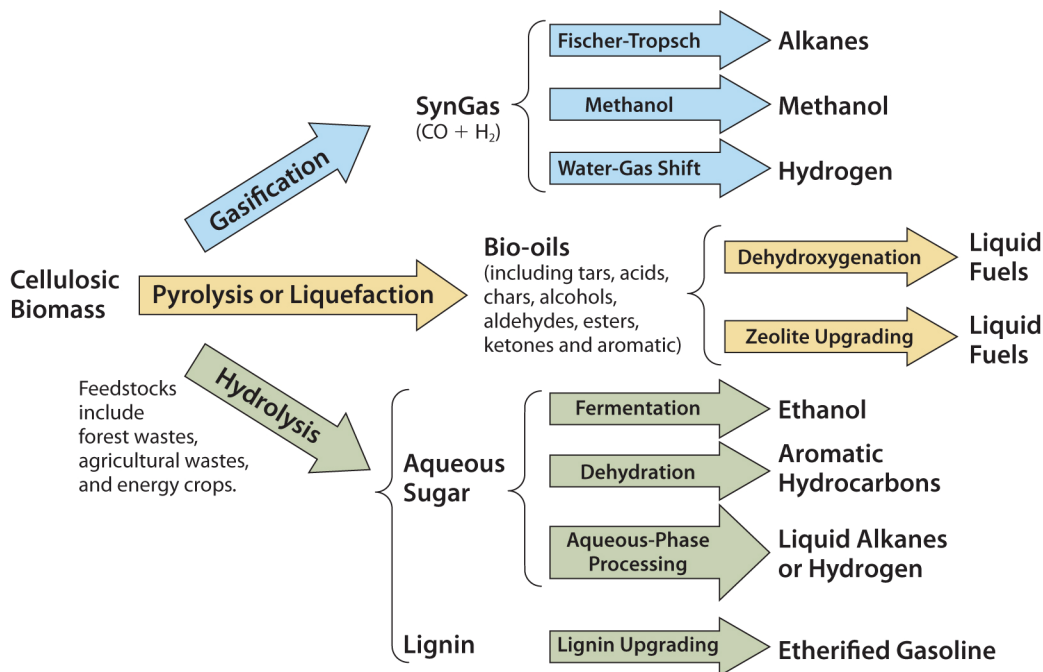 Fischer-Tropsch
Alkanes
SynGas
(CO + H₂)
Methanol
Methanol
Water-Gas Shift
Hydrogen
Gasification
Cellulosic
Biomass
Pyrolysis or Liquefaction
Bio-oils
(including tars, acids,
chars, alcohols,
aldehydes, esters,
ketones and aromatic)
Dehydroxygenation
Liquid
Fuels
Zeolite Upgrading
Liquid
Fuels
Hydrolysis
Feedstocks
include
forest wastes,
agricultural wastes,
and energy crops.
Aqueous
Sugar
Fermentation
Ethanol
Dehydration
Aromatic
Hydrocarbons
Aqueous-Phase
Processing
Liquid Alkanes
or Hydrogen
Lignin
Lignin Upgrading
Etherified Gasoline